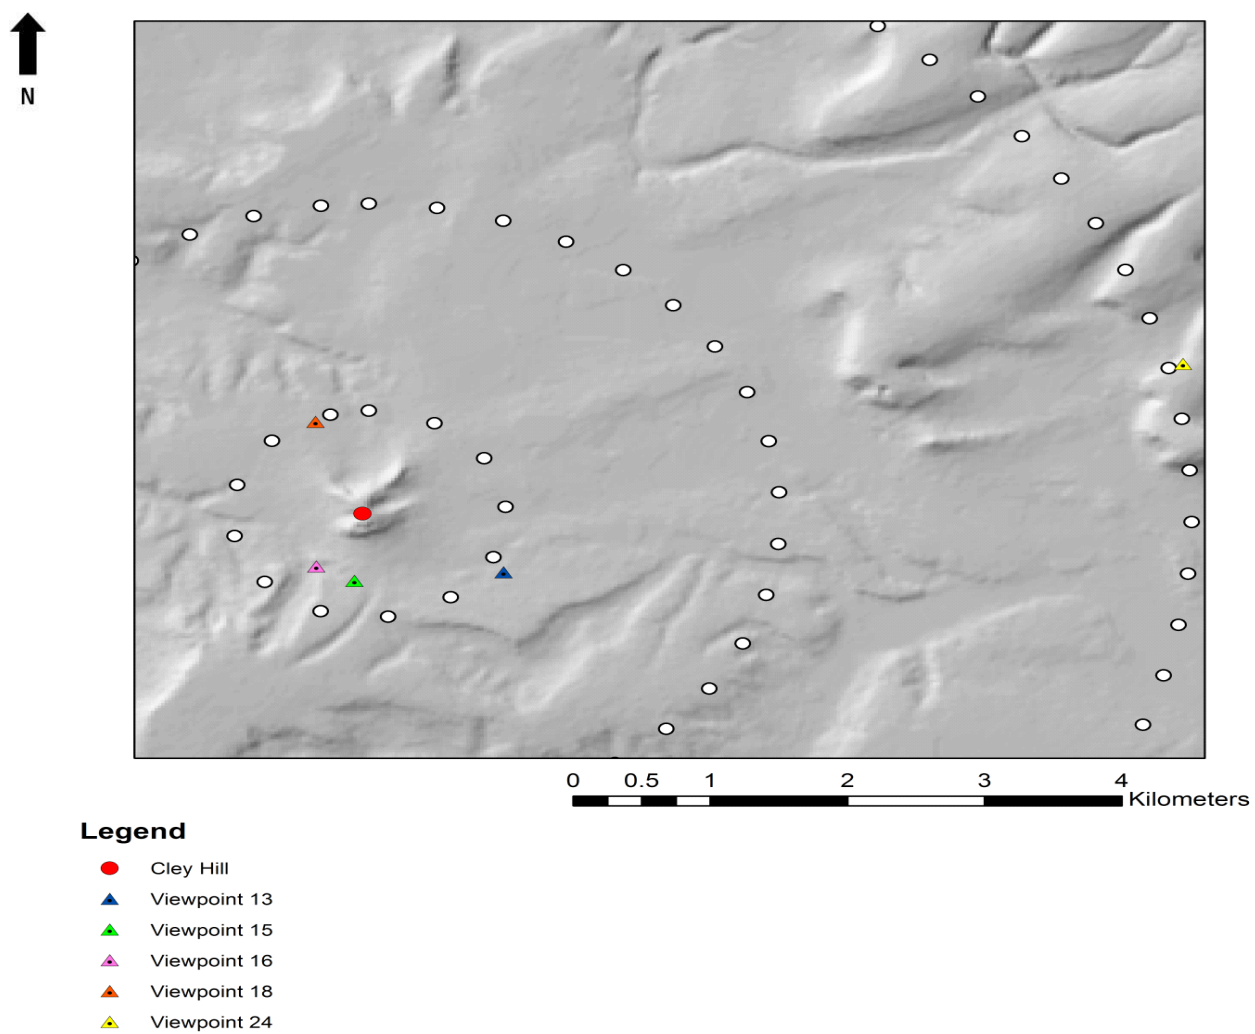 N
0 0.5 1 2 3 4
Kilometers
Legend
Cley Hill
Viewpoint 13
Viewpoint 15
Viewpoint 16
Viewpoint 18
Viewpoint 24